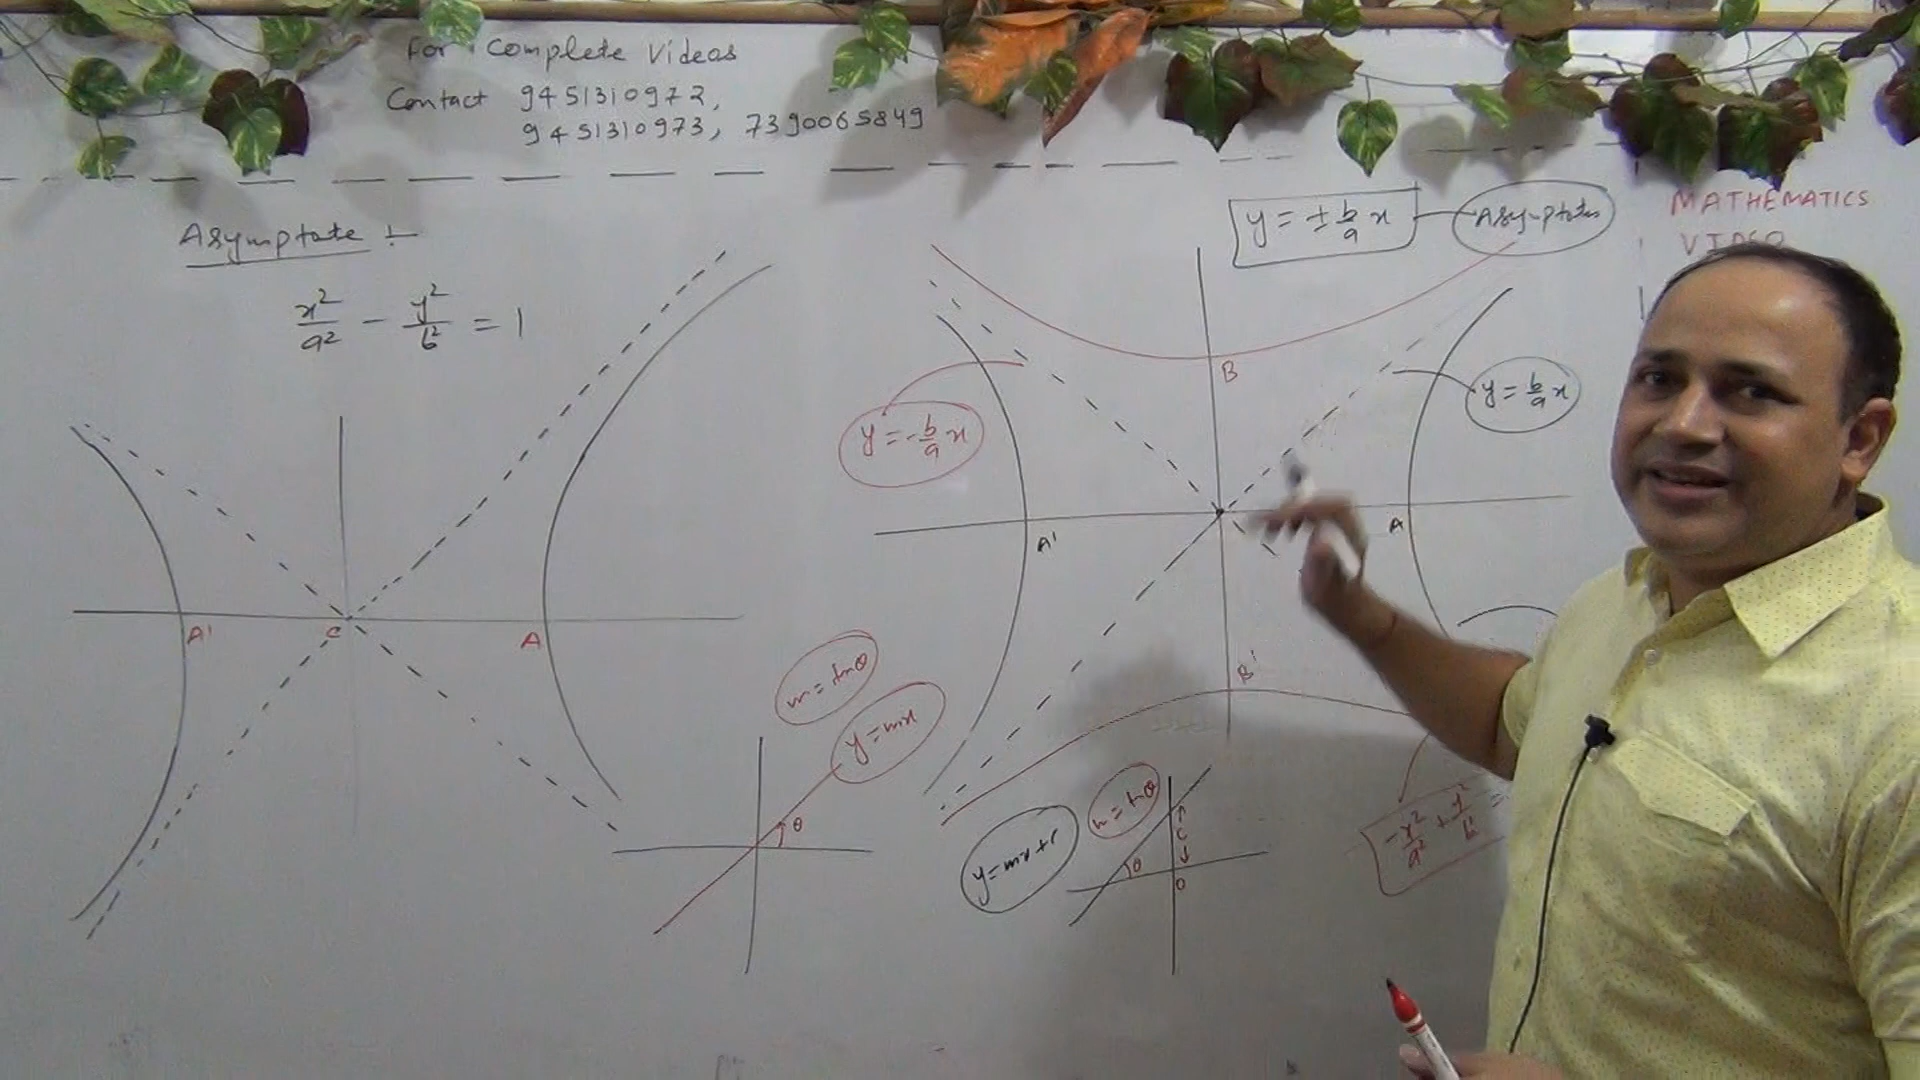 For Complete Videos
Contact 9451310972,
9451310973, 7390065849
MATHEMATICS
VIDEO
Asymptote :-
x²/a² - y²/b² = 1
y = ± b/a x
Asymptotes
B
y = b/a x
y = - b/a x
A'
A
A'
C
A
B'
m = tanθ
y = mx
θ
m = tanθ
y = mx + c
C
θ
O
-x²/a² + y²/b² =